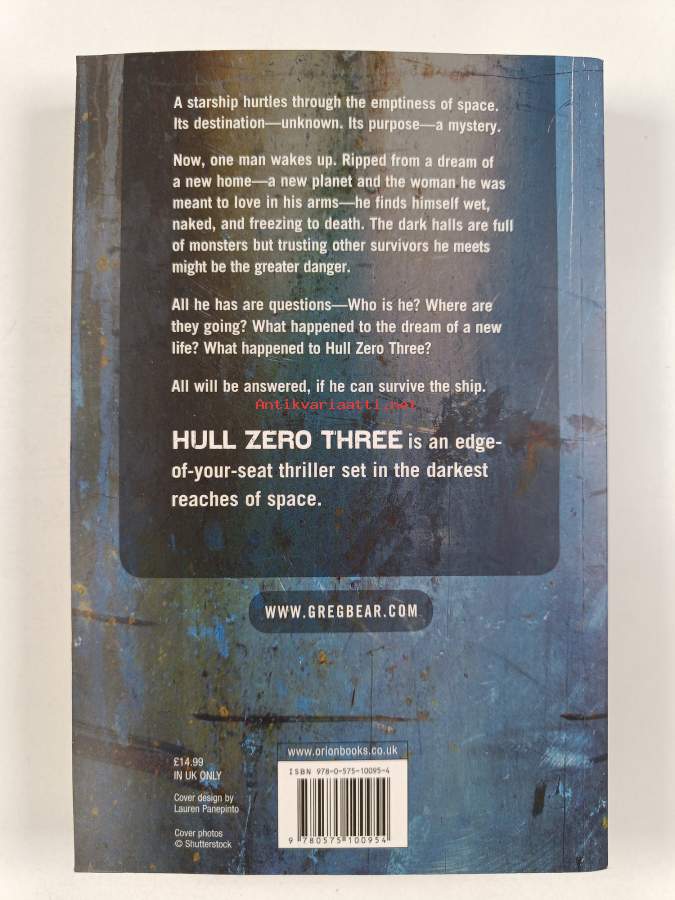 A starship hurtles through the emptiness of space.
Its destination—unknown. Its purpose—a mystery.
Now, one man wakes up. Ripped from a dream of
a new home—a new planet and the woman he was
meant to love in his arms—he finds himself wet,
naked, and freezing to death. The dark halls are full
of monsters but trusting other survivors he meets
might be the greater danger.
All he has are questions—Who is he? Where are
they going? What happened to the dream of a new
life? What happened to Hull Zero Three?
All will be answered, if he can survive the ship.
Antikvariaatti.net
HULL ZERO THREE is an edge-
of-your-seat thriller set in the darkest
reaches of space.
WWW.GREGBEAR.COM
www.orionbooks.co.uk
£14.99
IN UK ONLY
Cover design by
Lauren Panepinto
Cover photos
© Shutterstock
ISBN 978-0-575-10095-4
9 780575 100954